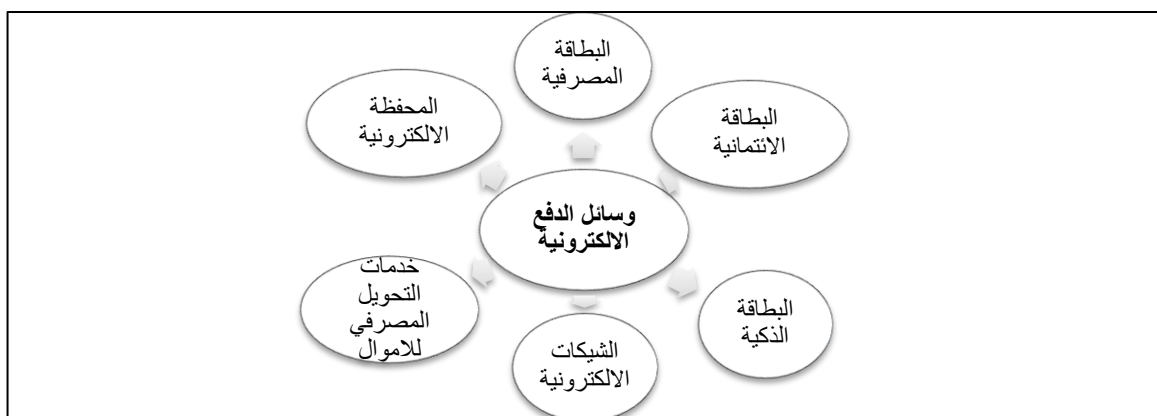 البطاقة
المصرفية
البطاقة
الائتمانية
المحفظة
الالكترونية
وسائل الدفع
الالكترونية
البطاقة
الذكية
خدمات
التحويل
المصرفي
للاموال
الشيكات
الالكترونية